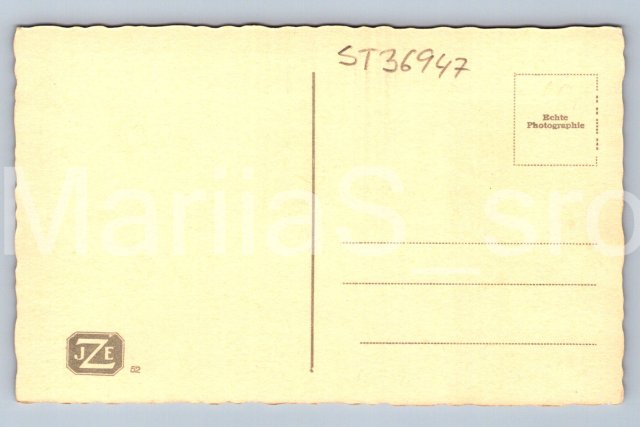 ST36947
Echte
Photographie
MariiaS_sro
JZE
52